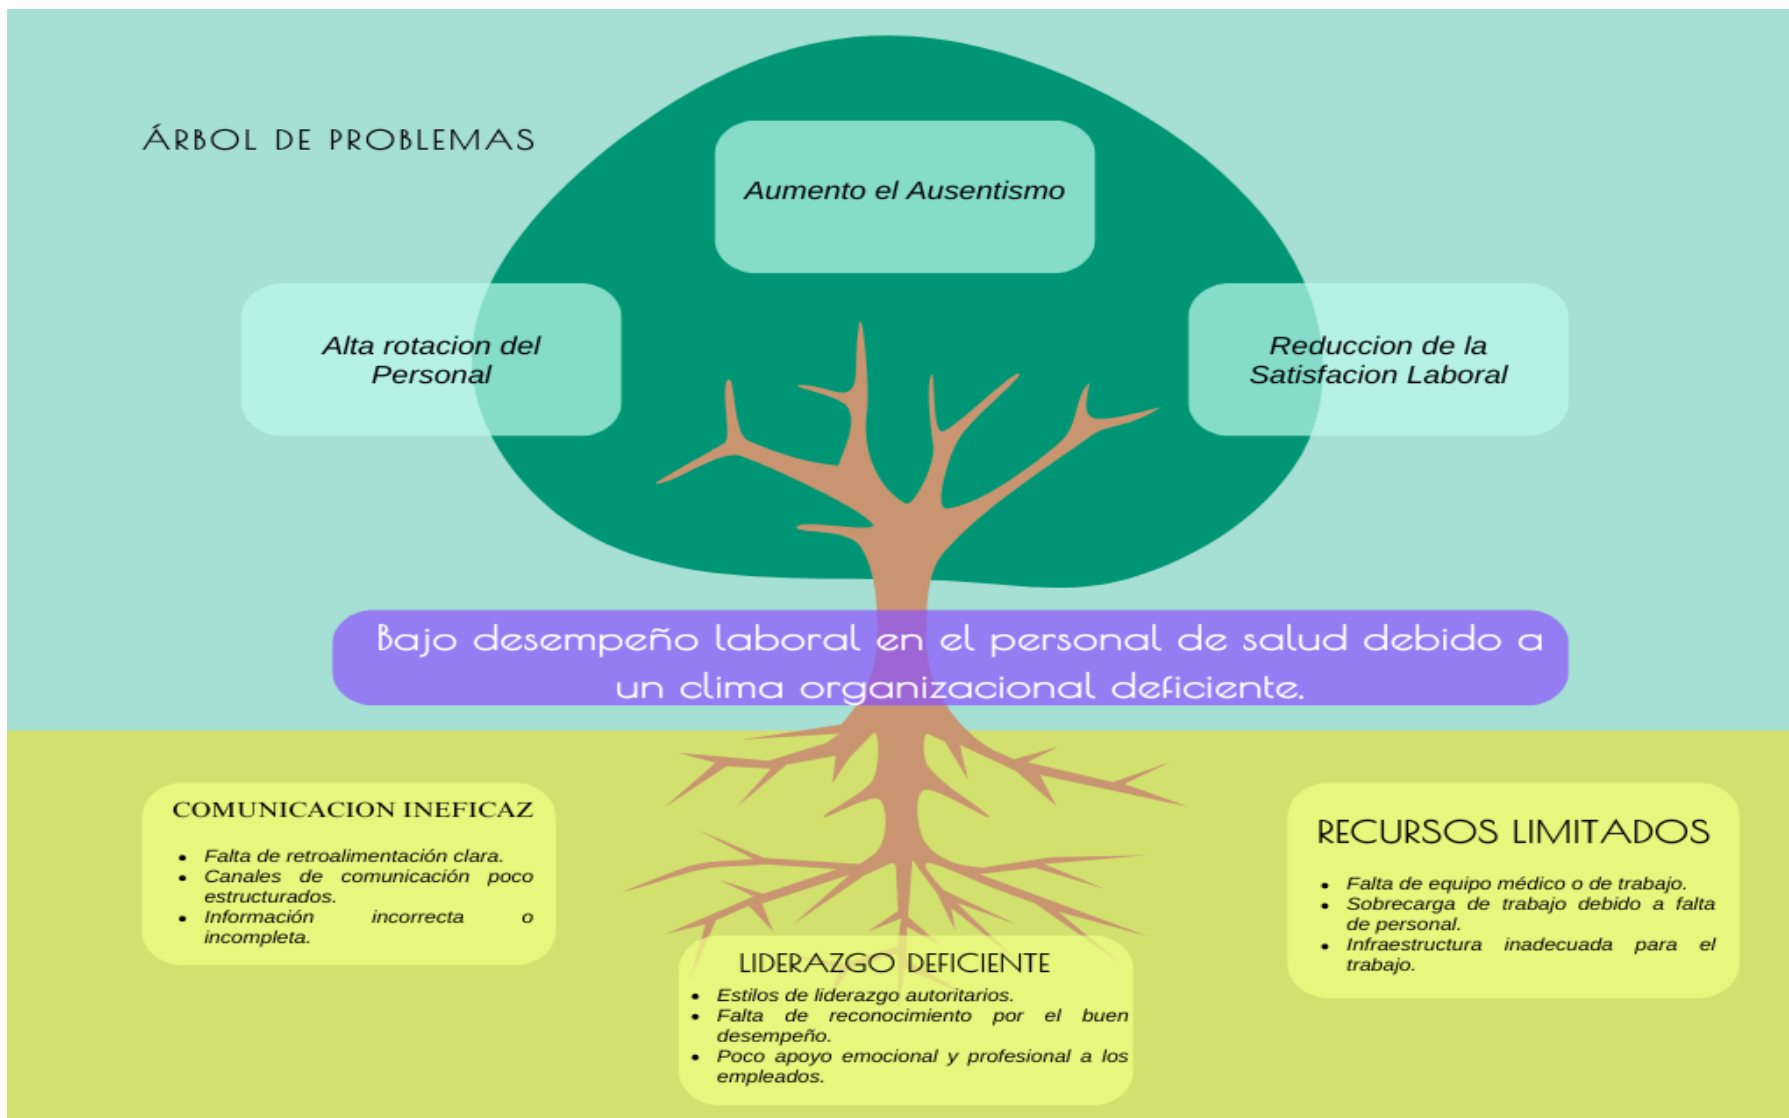 ÁRBOL DE PROBLEMAS
Aumento el Ausentismo
Alta rotacion del
Personal
Reduccion de la
Satisfacion Laboral
Bajo desempeño laboral en el personal de salud debido a
un clima organizacional deficiente.
COMUNICACION INEFICAZ
• Falta de retroalimentación clara.
• Canales de comunicación poco
estructurados.
• Información incorrecta o
incompleta.
LIDERAZGO DEFICIENTE
• Estilos de liderazgo autoritarios.
• Falta de reconocimiento por el buen
desempeño.
• Poco apoyo emocional y profesional a los
empleados.
RECURSOS LIMITADOS
• Falta de equipo médico o de trabajo.
• Sobrecarga de trabajo debido a falta
de personal.
• Infraestructura inadecuada para el
trabajo.